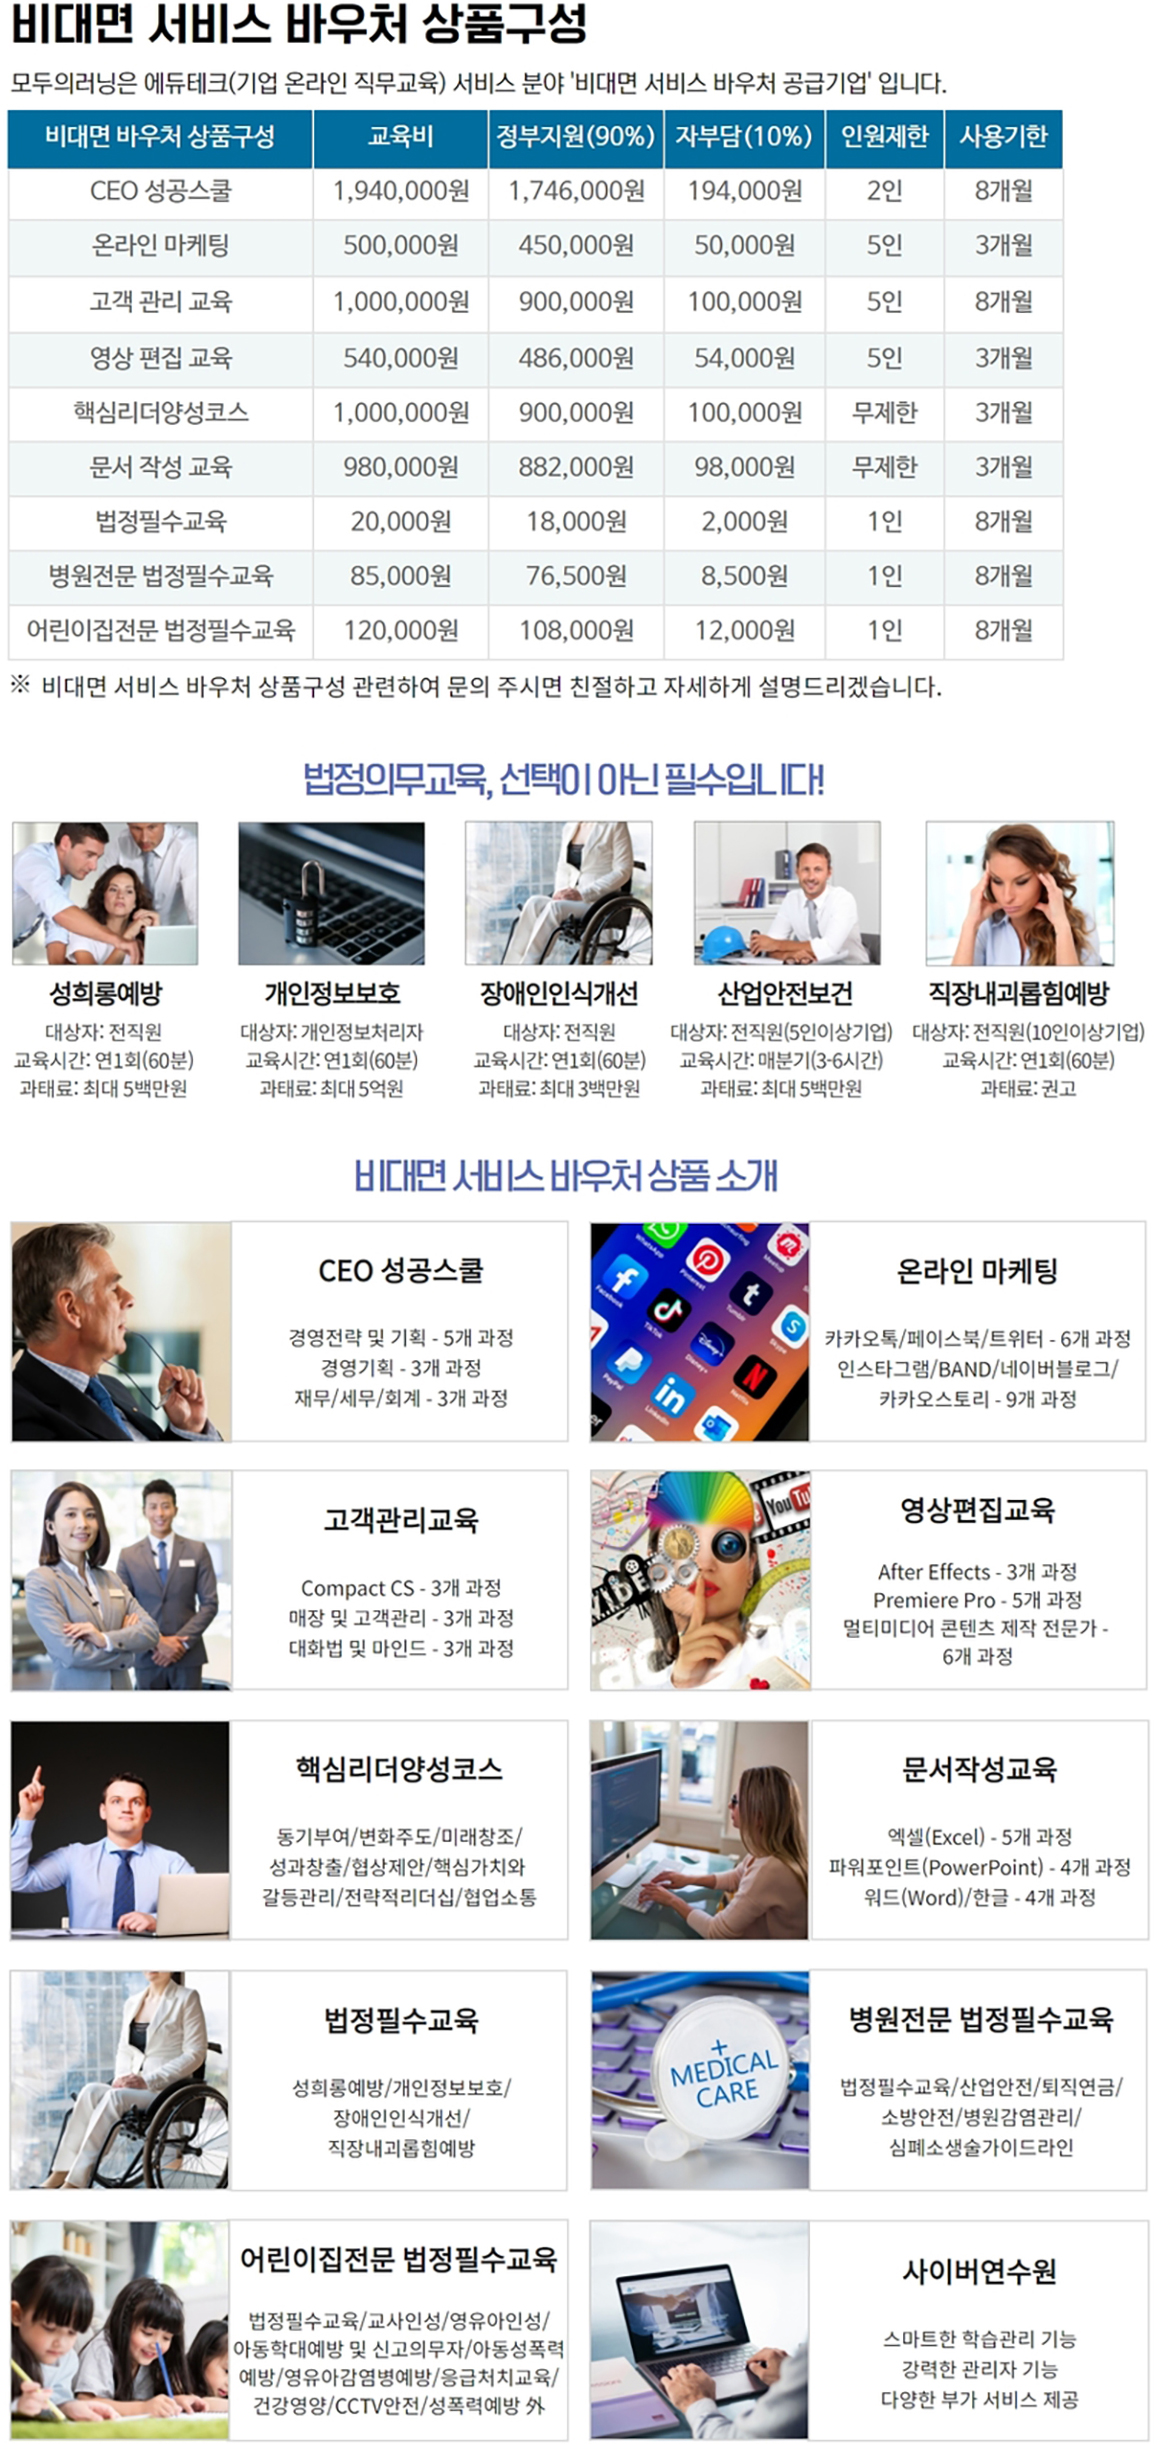 비대면 서비스 바우처 상품구성
모두의러닝은 에듀테크(기업 온라인 직무교육) 서비스 분야 '비대면 서비스 바우처 공급기업' 입니다.
비대면 바우처 상품구성 교육비 정부지원(90%) 자부담(10%) 인원제한 사용기한
CEO 성공스쿨 1,940,000원 1,746,000원 194,000원 2인 8개월
온라인 마케팅 500,000원 450,000원 50,000원 5인 3개월
고객 관리 교육 1,000,000원 900,000원 100,000원 5인 8개월
영상 편집 교육 540,000원 486,000원 54,000원 5인 3개월
핵심리더양성코스 1,000,000원 900,000원 100,000원 무제한 3개월
문서 작성 교육 980,000원 882,000원 98,000원 무제한 3개월
법정필수교육 20,000원 18,000원 2,000원 1인 8개월
병원전문 법정필수교육 85,000원 76,500원 8,500원 1인 8개월
어린이집전문 법정필수교육 120,000원 108,000원 12,000원 1인 8개월
※ 비대면 서비스 바우처 상품구성 관련하여 문의 주시면 친절하고 자세하게 설명드리겠습니다.
법정의무교육, 선택이 아닌 필수입니다!
성희롱예방
대상자: 전직원
교육시간: 연1회(60분)
과태료: 최대 5백만원
개인정보보호
대상자: 개인정보처리자
교육시간: 연1회(60분)
과태료: 최대 5억원
장애인인식개선
대상자: 전직원
교육시간: 연1회(60분)
과태료: 최대 3백만원
산업안전보건
대상자: 전직원(5인이상기업)
교육시간: 매분기(3-6시간)
과태료: 최대 5백만원
직장내괴롭힘예방
대상자: 전직원(10인이상기업)
교육시간: 연1회(60분)
과태료: 권고
비대면 서비스 바우처 상품 소개
CEO 성공스쿨
경영전략 및 기획 - 5개 과정
경영기획 - 3개 과정
재무/세무/회계 - 3개 과정
WhatsApp
Pinterest
Meetup
Facebook
TikTok
Tumblr
Skype
PayPal
Disney+
Netflix
LinkedIn
온라인 마케팅
카카오톡/페이스북/트위터 - 6개 과정
인스타그램/BAND/네이버블로그/
카카오스토리 - 9개 과정
고객관리교육
Compact CS - 3개 과정
매장 및 고객관리 - 3개 과정
대화법 및 마인드 - 3개 과정
You Tu
영상편집교육
After Effects - 3개 과정
Premiere Pro - 5개 과정
멀티미디어 콘텐츠 제작 전문가 -
6개 과정
핵심리더양성코스
동기부여/변화주도/미래창조/
성과창출/협상제안/핵심가치와
갈등관리/전략적리더십/협업소통
문서작성교육
엑셀(Excel) - 5개 과정
파워포인트(PowerPoint) - 4개 과정
워드(Word)/한글 - 4개 과정
법정필수교육
성희롱예방/개인정보보호/
장애인인식개선/
직장내괴롭힘예방
MEDICAL
CARE
병원전문 법정필수교육
법정필수교육/산업안전/퇴직연금/
소방안전/병원감염관리/
심폐소생술가이드라인
어린이집전문 법정필수교육
법정필수교육/교사인성/영유아인성/
아동학대예방 및 신고의무자/아동성폭력
예방/영유아감염병예방/응급처치교육/
건강영양/CCTV안전/성폭력예방 外
사이버연수원
스마트한 학습관리 기능
강력한 관리자 기능
다양한 부가 서비스 제공